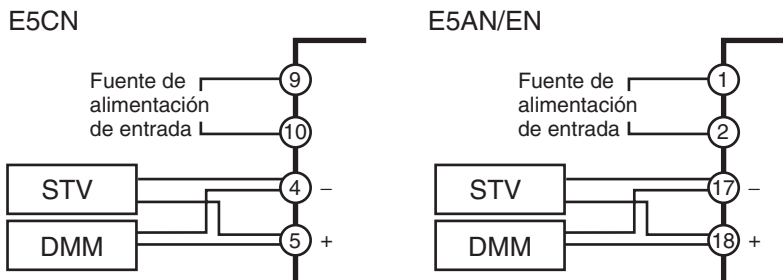 E5CN
Fuente de
alimentación
de entrada
9
10
STV
4 –
DMM
5 +
E5AN/EN
Fuente de
alimentación
de entrada
1
2
STV
17 –
DMM
18 +